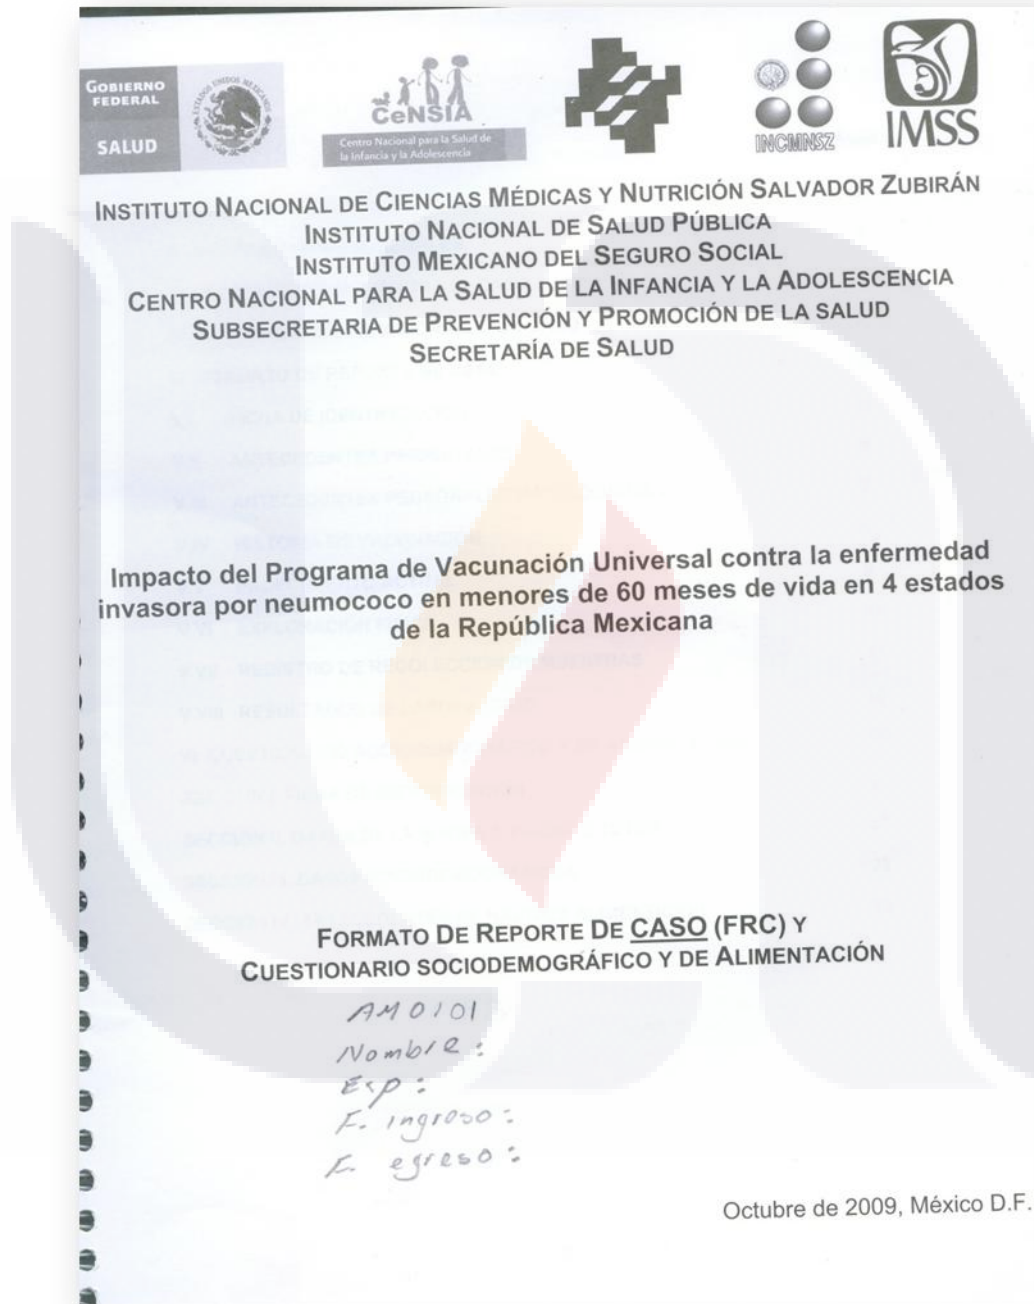 GOBIERNO
FEDERAL
SALUD
ESTADOS UNIDOS MEXICANOS
CeNSIA
Centro Nacional para la Salud de
la Infancia y la Adolescencia
INCMNSZ
IMSS
INSTITUTO NACIONAL DE CIENCIAS MÉDICAS Y NUTRICIÓN SALVADOR ZUBIRÁN
INSTITUTO NACIONAL DE SALUD PÚBLICA
INSTITUTO MEXICANO DEL SEGURO SOCIAL
CENTRO NACIONAL PARA LA SALUD DE LA INFANCIA Y LA ADOLESCENCIA
SUBSECRETARIA DE PREVENCIÓN Y PROMOCIÓN DE LA SALUD
SECRETARÍA DE SALUD
Impacto del Programa de Vacunación Universal contra la enfermedad
invasora por neumococo en menores de 60 meses de vida en 4 estados
de la República Mexicana
FORMATO DE REPORTE DE CASO (FRC) Y
CUESTIONARIO SOCIODEMOGRÁFICO Y DE ALIMENTACIÓN
AM0101
Nombre:
Exp:
F. ingreso:
F. egreso:
Octubre de 2009, México D.F.